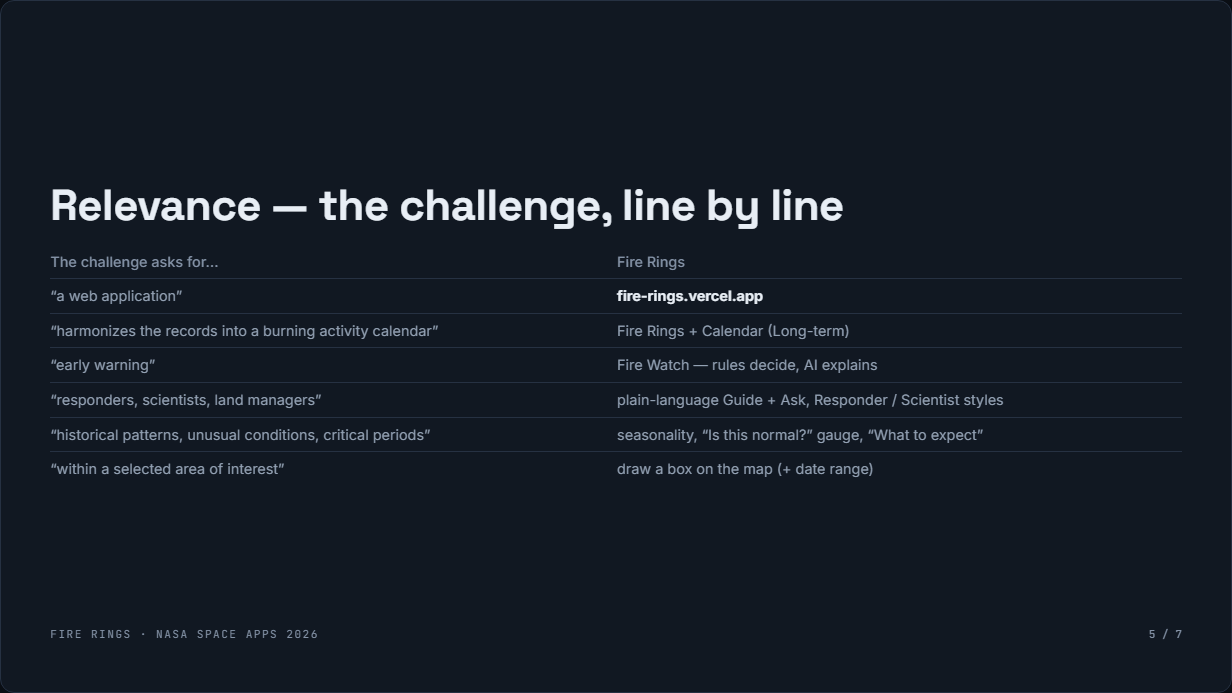 Relevance — the challenge, line by line
The challenge asks for… Fire Rings
“a web application” fire-rings.vercel.app
“harmonizes the records into a burning activity calendar” Fire Rings + Calendar (Long-term)
“early warning” Fire Watch — rules decide, AI explains
“responders, scientists, land managers” plain-language Guide + Ask, Responder / Scientist styles
“historical patterns, unusual conditions, critical periods” seasonality, “Is this normal?” gauge, “What to expect”
“within a selected area of interest” draw a box on the map (+ date range)
FIRE RINGS · NASA SPACE APPS 2026 5 / 7